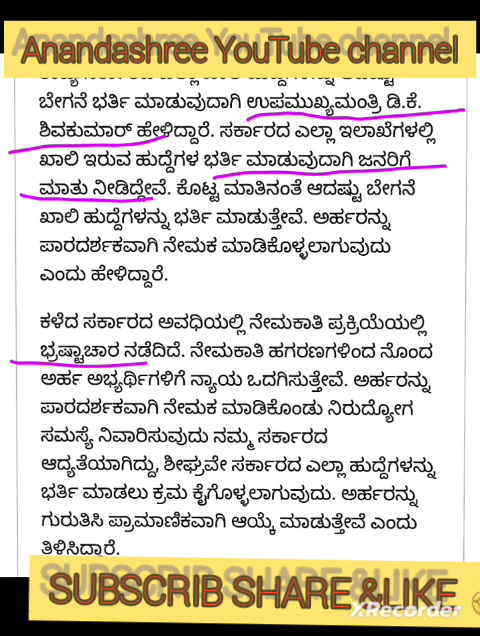 Anandashree YouTube channel
ಬೇಗನೆ ಭರ್ತಿ ಮಾಡುವುದಾಗಿ ಉಪಮುಖ್ಯಮಂತ್ರಿ ಡಿ.ಕೆ.
ಶಿವಕುಮಾರ್ ಹೇಳಿದ್ದಾರೆ. ಸರ್ಕಾರದ ಎಲ್ಲಾ ಇಲಾಖೆಗಳಲ್ಲಿ
ಖಾಲಿ ಇರುವ ಹುದ್ದೆಗಳ ಭರ್ತಿ ಮಾಡುವುದಾಗಿ ಜನರಿಗೆ
ಮಾತು ನೀಡಿದ್ದೇವೆ. ಕೊಟ್ಟ ಮಾತಿನಂತೆ ಆದಷ್ಟು ಬೇಗನೆ
ಖಾಲಿ ಹುದ್ದೆಗಳನ್ನು ಭರ್ತಿ ಮಾಡುತ್ತೇವೆ. ಅರ್ಹರನ್ನು
ಪಾರದರ್ಶಕವಾಗಿ ನೇಮಕ ಮಾಡಿಕೊಳ್ಳಲಾಗುವುದು
ಎಂದು ಹೇಳಿದ್ದಾರೆ.
ಕಳೆದ ಸರ್ಕಾರದ ಅವಧಿಯಲ್ಲಿ ನೇಮಕಾತಿ ಪ್ರಕ್ರಿಯೆಯಲ್ಲಿ
ಭ್ರಷ್ಟಾಚಾರ ನಡೆದಿದೆ. ನೇಮಕಾತಿ ಹಗರಣಗಳಿಂದ ನೊಂದ
ಅರ್ಹ ಅಭ್ಯರ್ಥಿಗಳಿಗೆ ನ್ಯಾಯ ಒದಗಿಸುತ್ತೇವೆ. ಅರ್ಹರನ್ನು
ಪಾರದರ್ಶಕವಾಗಿ ನೇಮಕ ಮಾಡಿಕೊಂಡು ನಿರುದ್ಯೋಗ
ಸಮಸ್ಯೆ ನಿವಾರಿಸುವುದು ನಮ್ಮ ಸರ್ಕಾರದ
ಆದ್ಯತೆಯಾಗಿದ್ದು, ಶೀಘ್ರವೇ ಸರ್ಕಾರದ ಎಲ್ಲಾ ಹುದ್ದೆಗಳನ್ನು
ಭರ್ತಿ ಮಾಡಲು ಕ್ರಮ ಕೈಗೊಳ್ಳಲಾಗುವುದು. ಅರ್ಹರನ್ನು
ಗುರುತಿಸಿ ಪ್ರಾಮಾಣಿಕವಾಗಿ ಆಯ್ಕೆ ಮಾಡುತ್ತೇವೆ ಎಂದು
ತಿಳಿಸಿದ್ದಾರೆ.
SUBSCRIB SHARE &LIKE
XRecorder